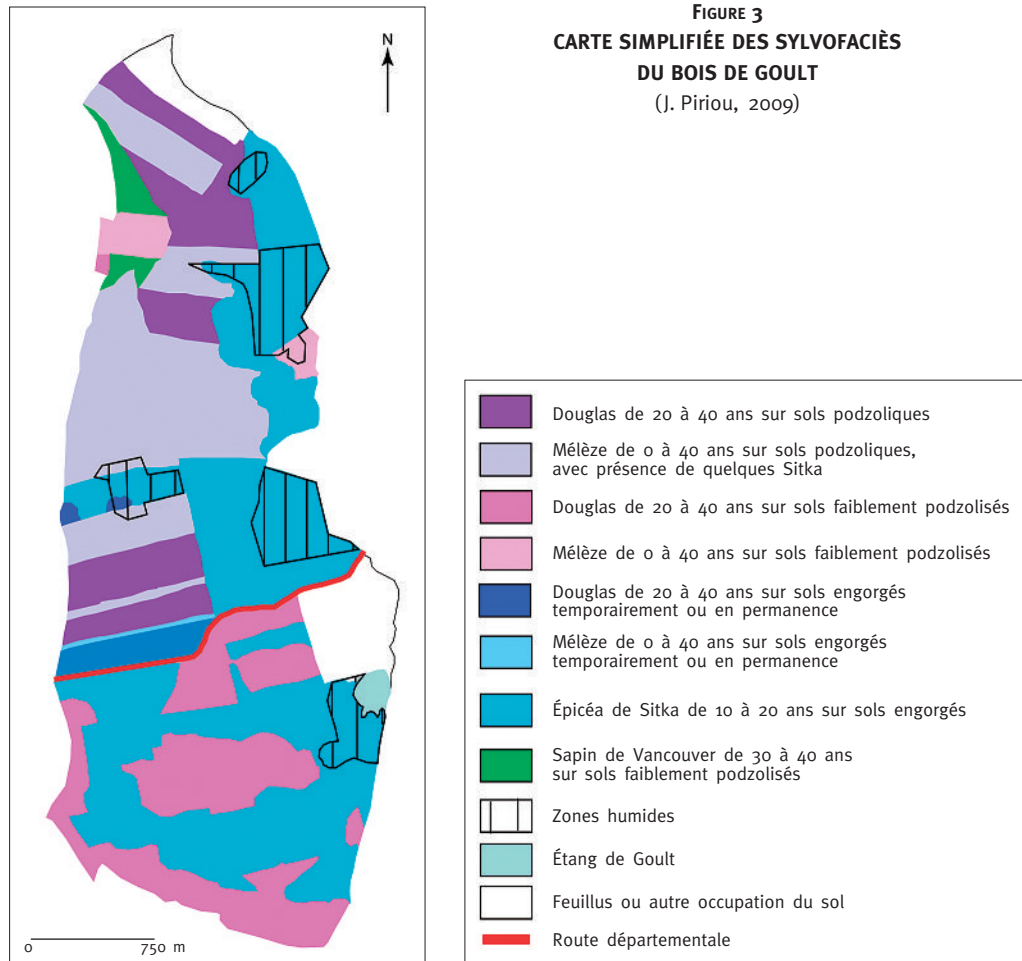 FIGURE 3
CARTE SIMPLIFIÉE DES SYLVOFACIÈS
DU BOIS DE GOULT
(J. Piriou, 2009)
N
Douglas de 20 à 40 ans sur sols podzoliques
Mélèze de 0 à 40 ans sur sols podzoliques,
avec présence de quelques Sitka
Douglas de 20 à 40 ans sur sols faiblement podzolisés
Mélèze de 0 à 40 ans sur sols faiblement podzolisés
Douglas de 20 à 40 ans sur sols engorgés
temporairement ou en permanence
Mélèze de 0 à 40 ans sur sols engorgés
temporairement ou en permanence
Épicéa de Sitka de 10 à 20 ans sur sols engorgés
Sapin de Vancouver de 30 à 40 ans
sur sols faiblement podzolisés
Zones humides
Étang de Goult
Feuillus ou autre occupation du sol
Route départementale
0 750 m